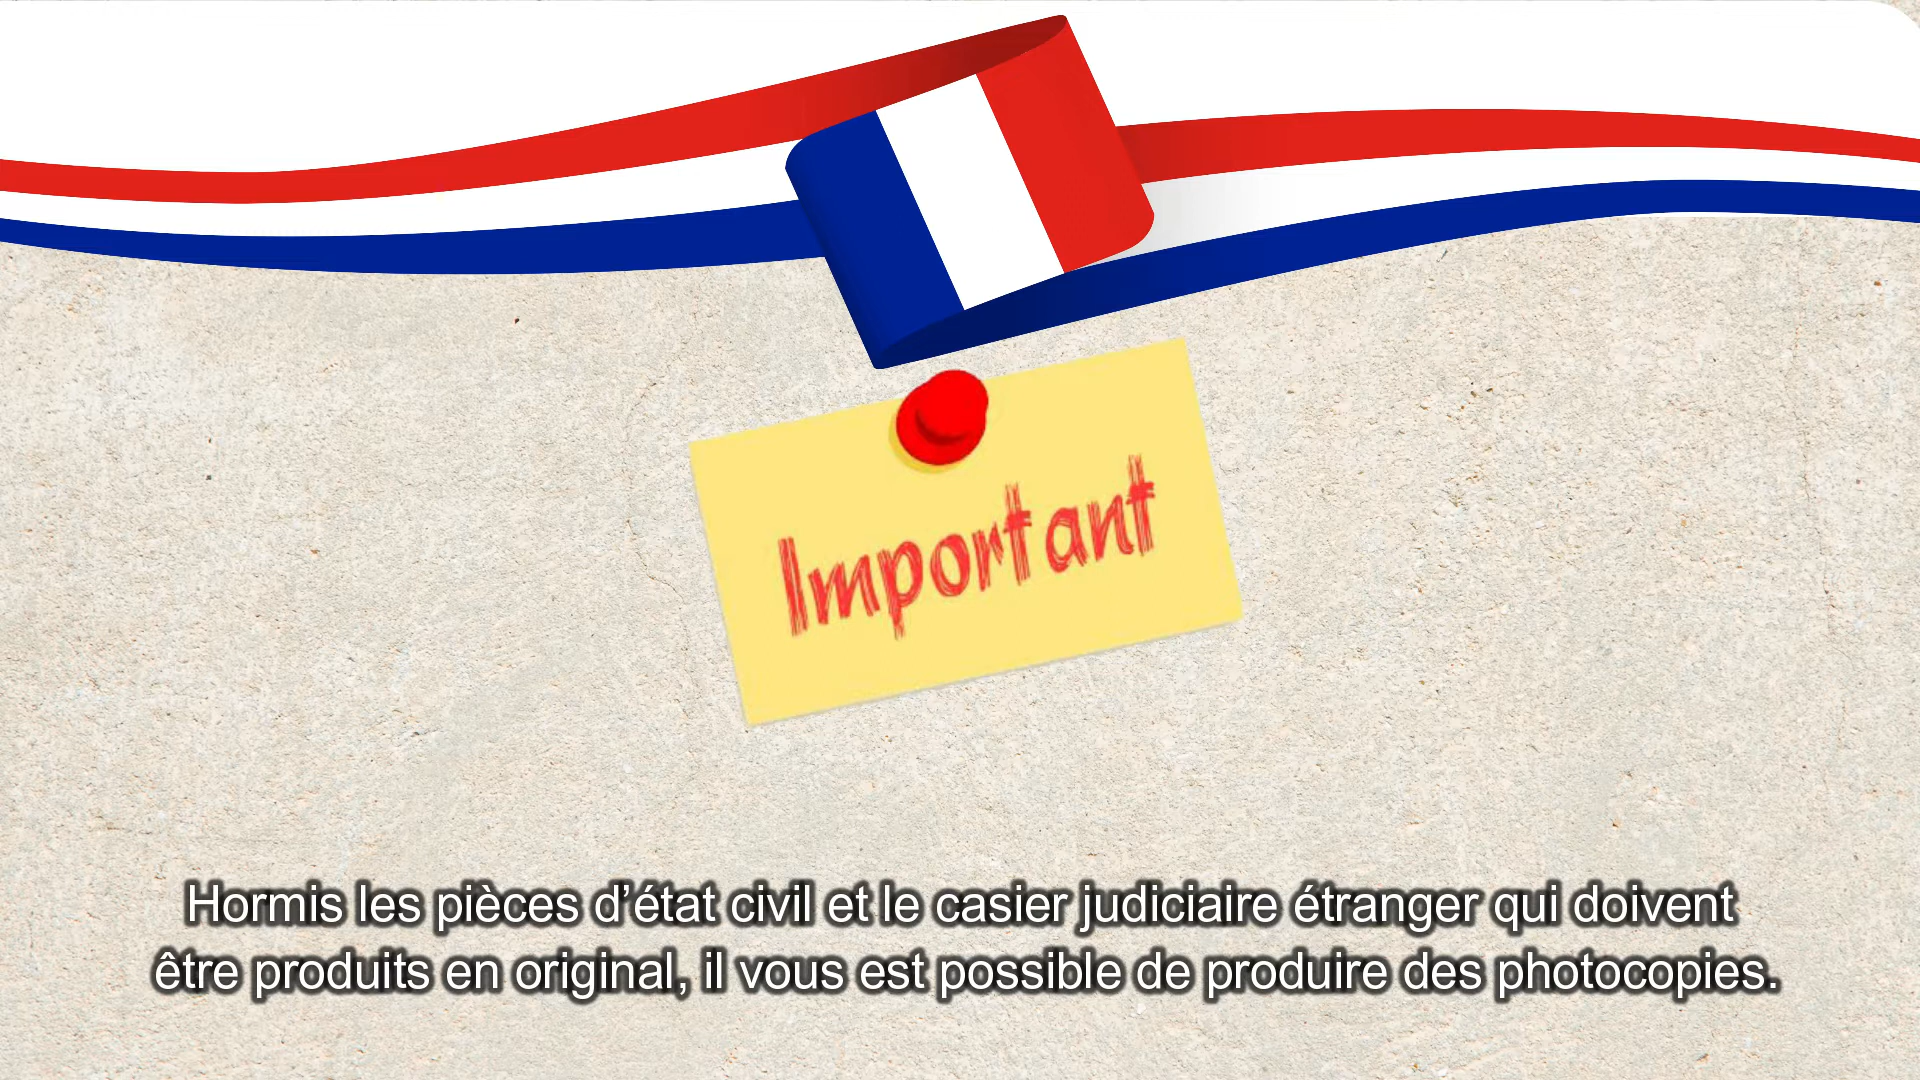 Important
Hormis les pièces d’état civil et le casier judiciaire étranger qui doivent
être produits en original, il vous est possible de produire des photocopies.